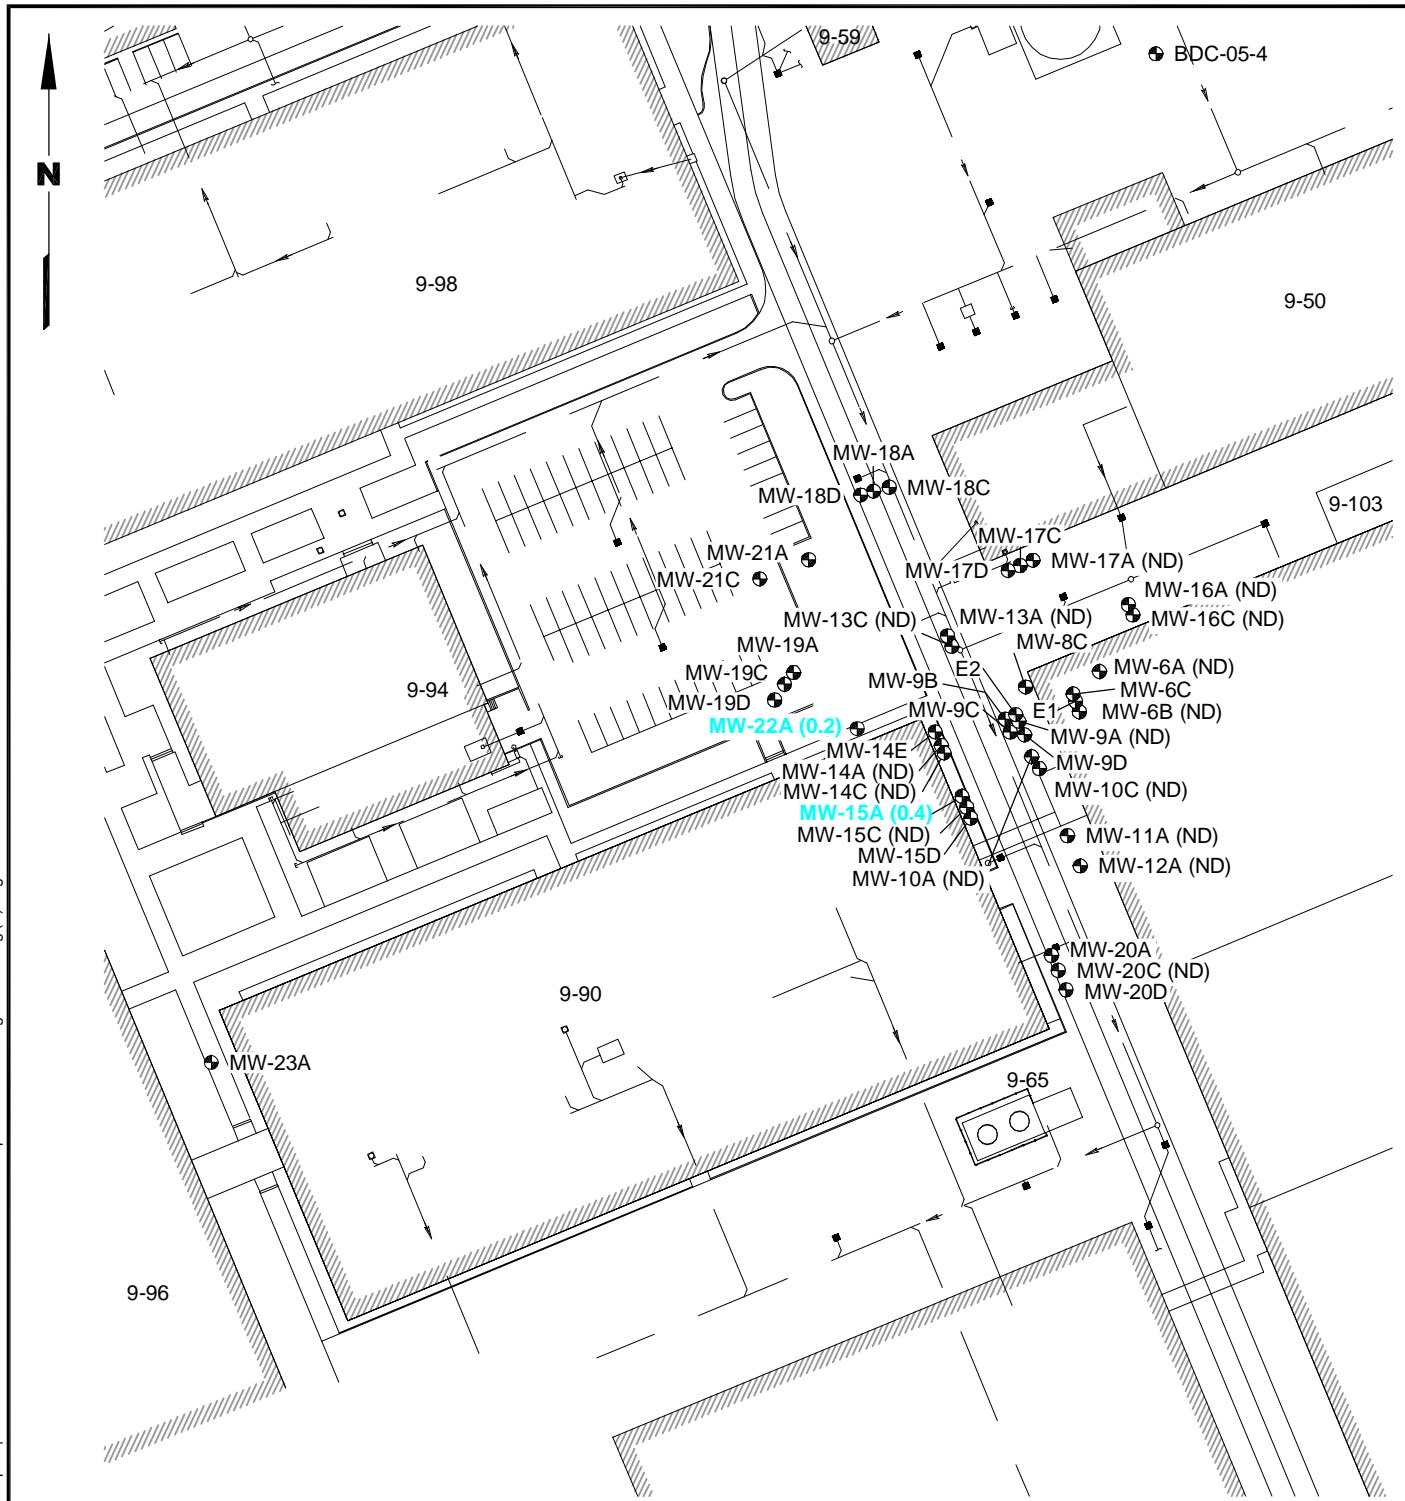 9-59
BDC-05-4
N
9-98
9-50
MW-18A
MW-18D
MW-18C
9-103
MW-17C
MW-21A
MW-17A (ND)
MW-17D
MW-21C
MW-16A (ND)
MW-13C (ND)
MW-13A (ND)
MW-16C (ND)
MW-8C
MW-19A
E2
MW-6A (ND)
MW-19C
MW-9B
MW-6C
9-94
MW-19D
MW-9C
E1
MW-6B (ND)
MW-22A (0.2)
MW-9A (ND)
MW-14E
MW-9D
MW-14A (ND)
MW-14C (ND)
MW-10C (ND)
MW-15A (0.4)
MW-15C (ND)
MW-11A (ND)
MW-15D
MW-12A (ND)
MW-10A (ND)
MW-20A
MW-20C (ND)
9-90
MW-20D
MW-23A
9-65
9-96